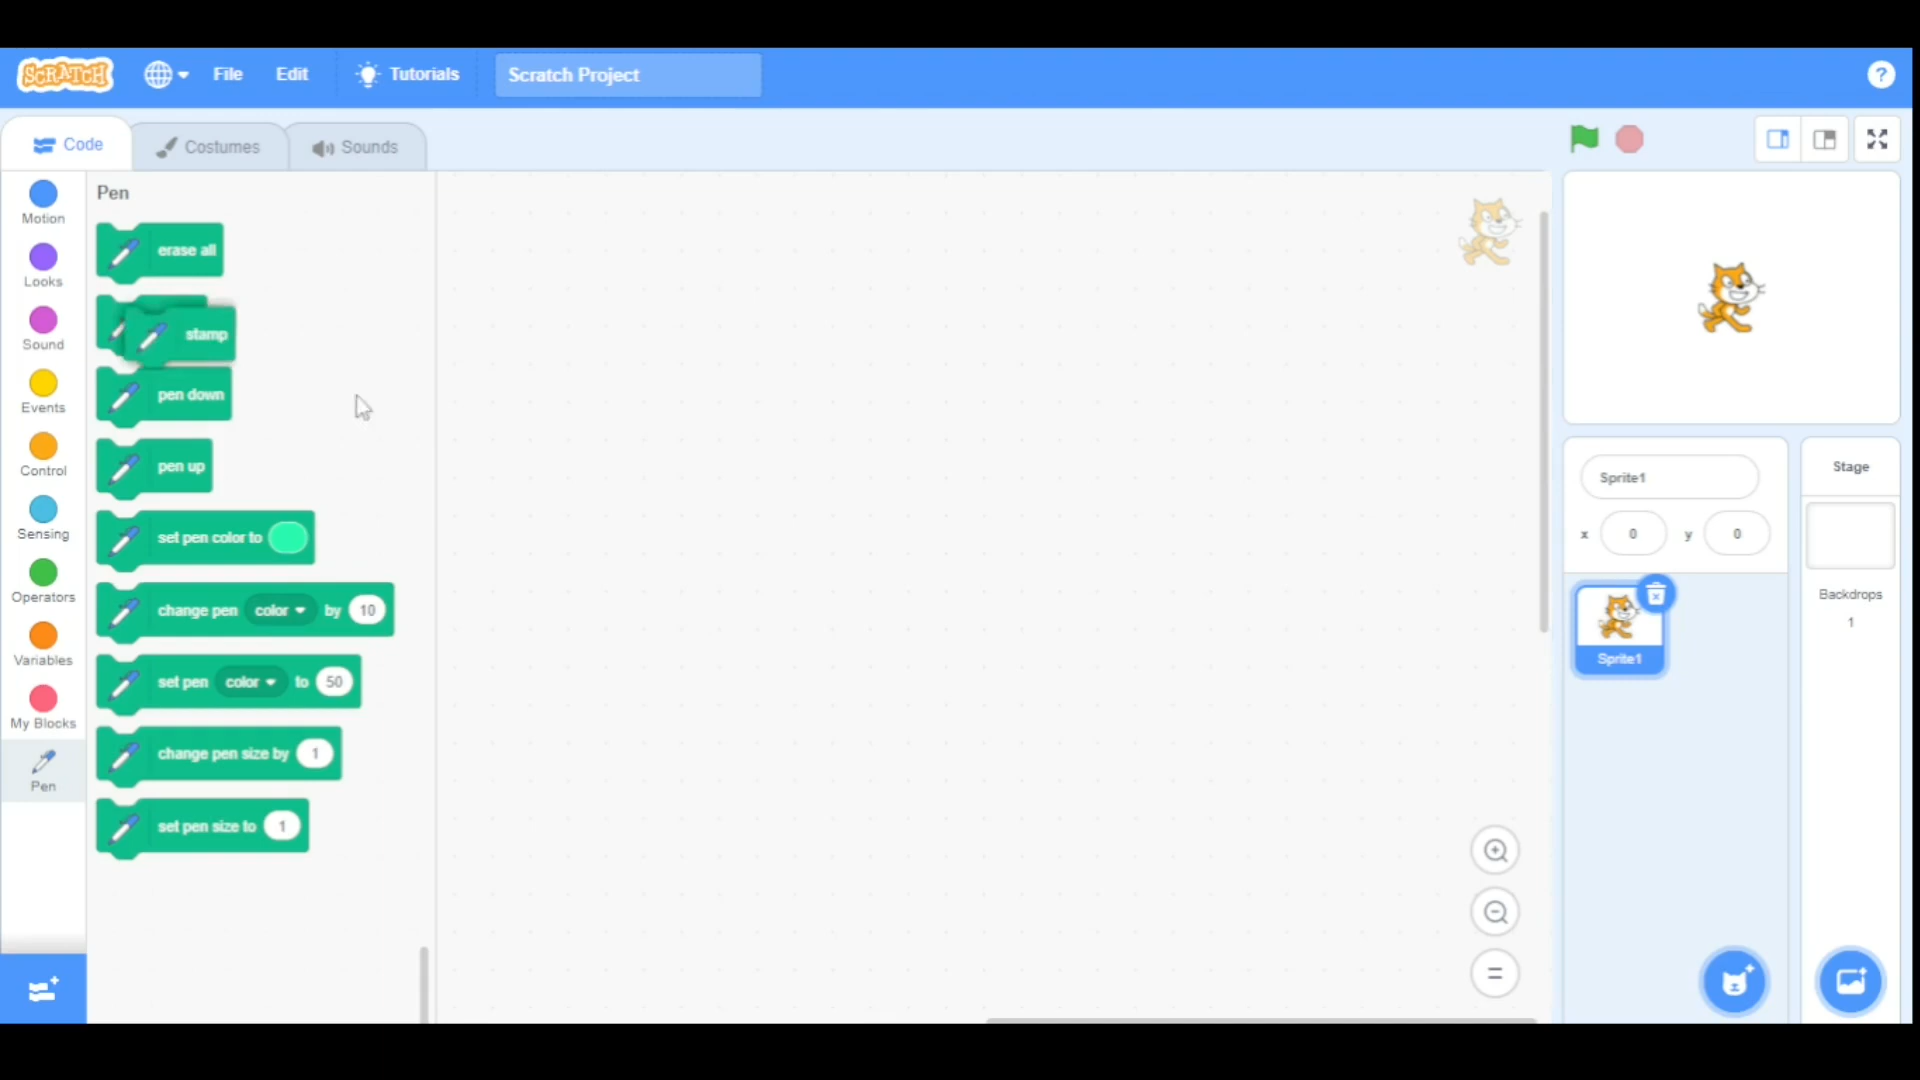 SCRATCH File Edit Tutorials Scratch Project ?
Code Costumes Sounds
Motion
Looks
Sound
Events
Control
Sensing
Operators
Variables
My Blocks
Pen
Pen
erase all
stamp
pen down
pen up
set pen color to
change pen color by 10
set pen color to 50
change pen size by 1
set pen size to 1
Sprite1
x 0 y 0
Sprite1
Stage
Backdrops
1